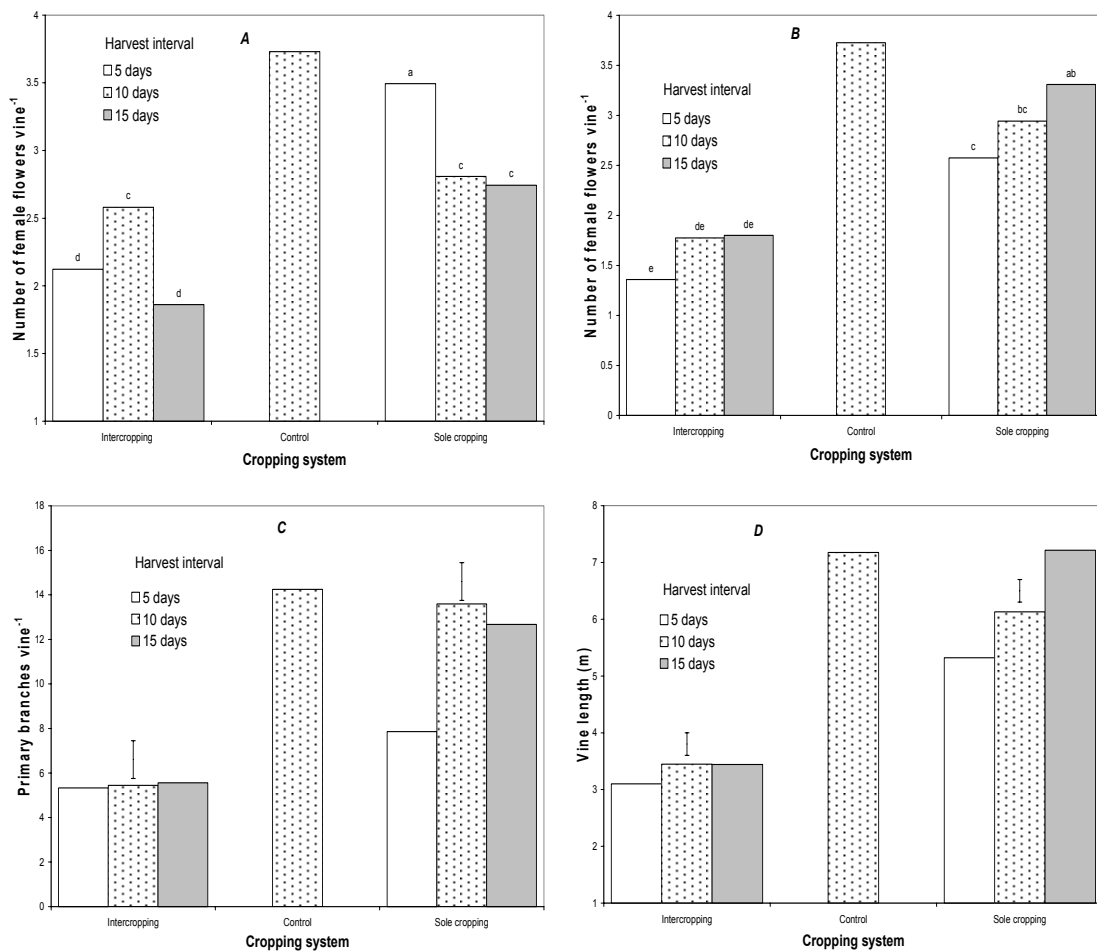 A
Harvest interval
5 days
10 days
15 days
Number of female flowers vine-1
4
3.5
3
2.5
2
1.5
1
d
c
d
a
c
c
Intercropping
Control
Sole cropping
Cropping system
B
Harvest interval
5 days
10 days
15 days
Number of female flowers vine-1
4
3.5
3
2.5
2
1.5
1
0.5
0
e
de
de
c
bc
ab
Intercropping
Control
Sole cropping
Cropping system
C
Harvest interval
5 days
10 days
15 days
Primary branches vine-1
18
16
14
12
10
8
6
4
2
0
Intercropping
Control
Sole cropping
Cropping system
D
Harvest interval
5 days
10 days
15 days
Vine length (m)
8
7
6
5
4
3
2
1
Intercropping
Control
Sole cropping
Cropping system